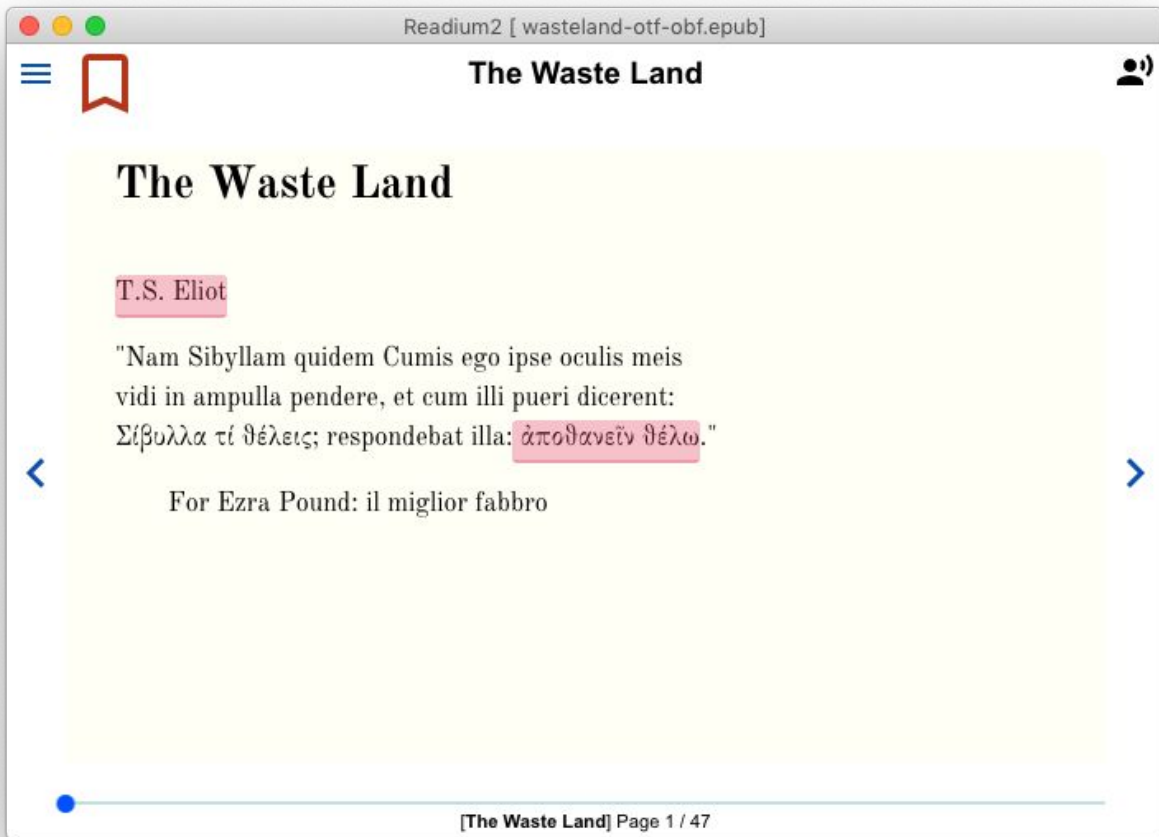 Readium2 [ wasteland-otf-obf.epub]
The Waste Land
The Waste Land
T.S. Eliot
"Nam Sibyllam quidem Cumis ego ipse oculis meis
vidi in ampulla pendere, et cum illi pueri dicerent:
Σίβυλλα τί ϑέλεις; respondebat illa: ἀποϑανεῖν ϑέλω."
For Ezra Pound: il miglior fabbro
[The Waste Land] Page 1 / 47